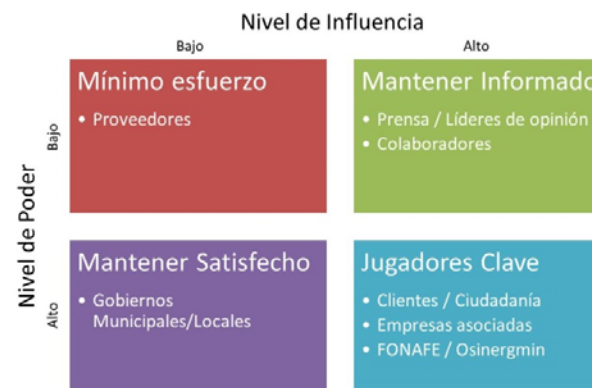 Nivel de Influencia
Bajo
Alto
Nivel de Poder
Bajo
Mínimo esfuerzo
• Proveedores
Mantener Informado
• Prensa / Líderes de opinión
• Colaboradores
Alto
Mantener Satisfecho
• Gobiernos
Municipales/Locales
Jugadores Clave
• Clientes / Ciudadanía
• Empresas asociadas
• FONAFE / Osinergmin